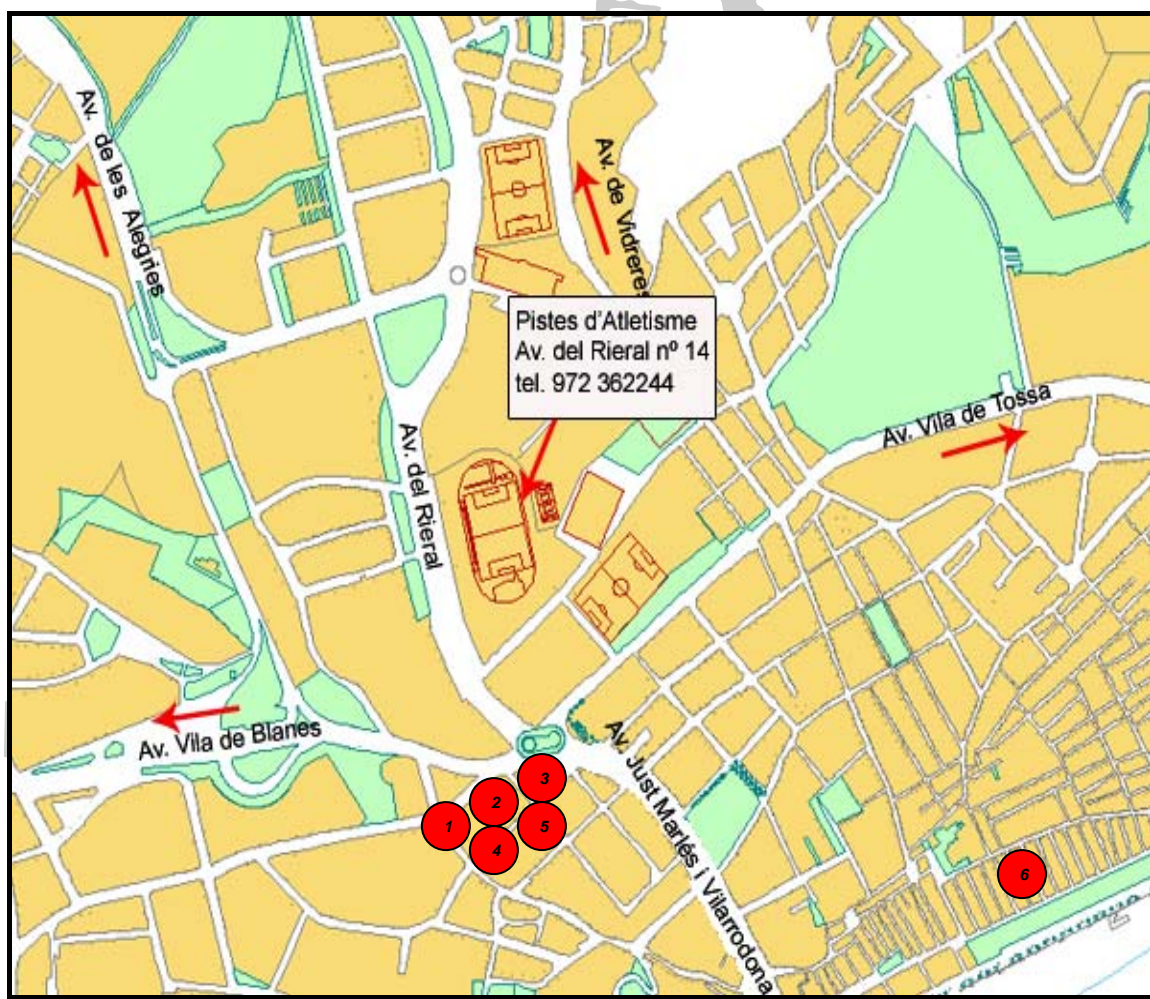 Av. de les Alegries
Av. de Vidreres
Pistes d'Atletisme
Av. del Rieral nº 14
tel. 972 362244
Av. del Rieral
Av. Vila de Tossa
Av. Vila de Blanes
Av. Just Marlés i Vilarrodona
3
2
1
5
4
6